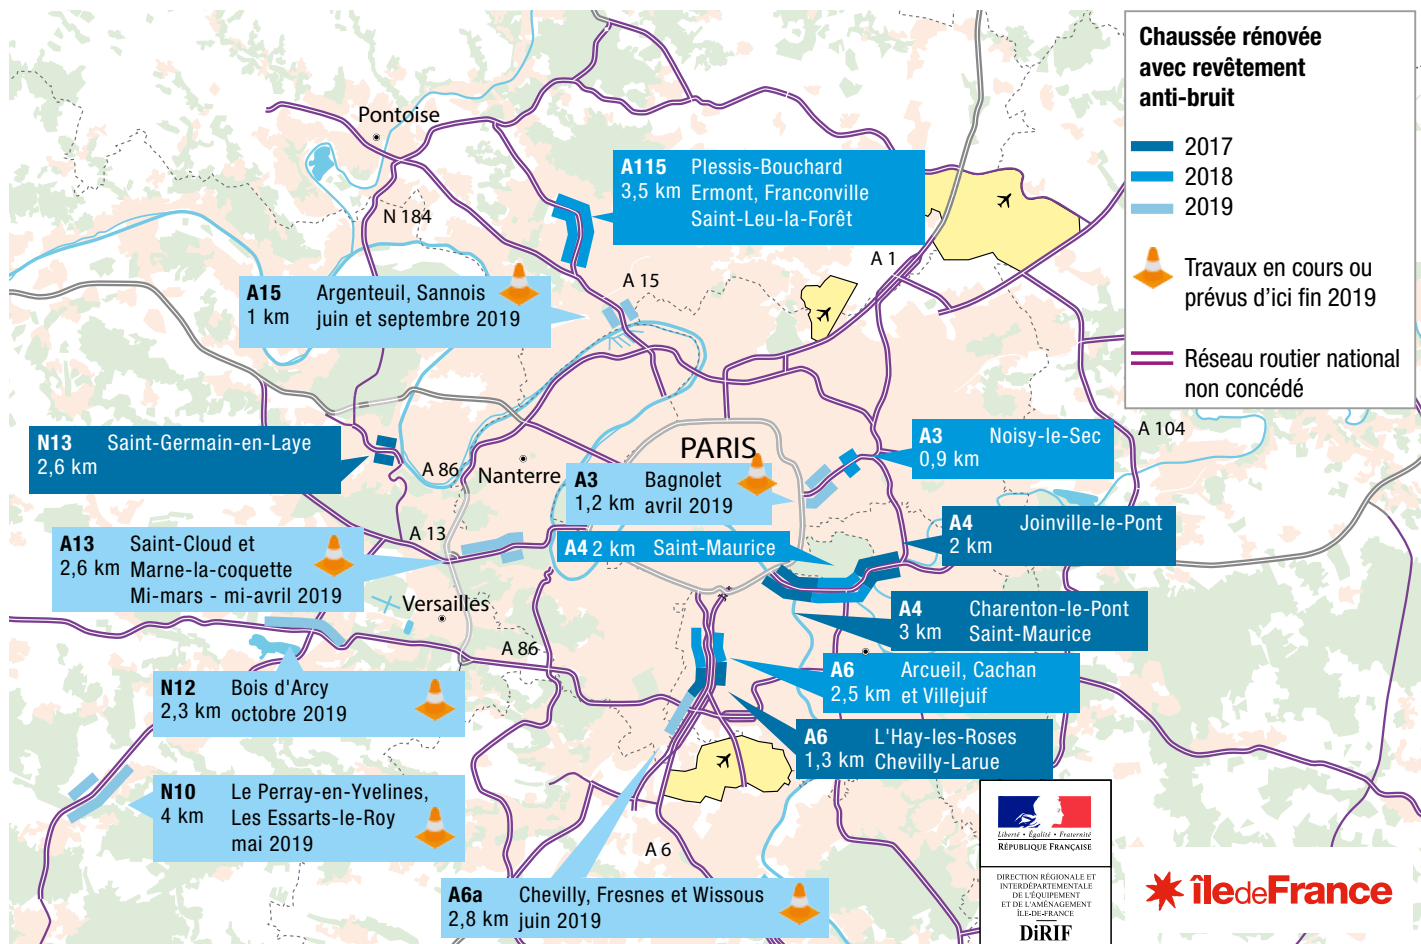 Chaussée rénovée
avec revêtement
anti-bruit
2017
2018
2019
Travaux en cours ou
prévus d'ici fin 2019
Réseau routier national
non concédé
Pontoise
N 184
A115 Plessis-Bouchard
3,5 km Ermont, Franconville
Saint-Leu-la-Forêt
A 1
A 15
A15 Argenteuil, Sannois
1 km juin et septembre 2019
N13 Saint-Germain-en-Laye
2,6 km
A 86
Nanterre
PARIS
A3 Noisy-le-Sec
0,9 km
A 104
A3 Bagnolet
1,2 km avril 2019
A 13
A13 Saint-Cloud et
2,6 km Marne-la-coquette
Mi-mars - mi-avril 2019
A4 2 km Saint-Maurice
A4 Joinville-le-Pont
2 km
Versailles
A4 Charenton-le-Pont
3 km Saint-Maurice
A 86
A6 Arcueil, Cachan
2,5 km et Villejuif
N12 Bois d'Arcy
2,3 km octobre 2019
A6 L'Hay-les-Roses
1,3 km Chevilly-Larue
N10 Le Perray-en-Yvelines,
4 km Les Essarts-le-Roy
mai 2019
A 6
A6a Chevilly, Fresnes et Wissous
2,8 km juin 2019
Liberté • Égalité • Fraternité
RÉPUBLIQUE FRANÇAISE
DIRECTION RÉGIONALE ET
INTERDÉPARTEMENTALE
DE L'ÉQUIPEMENT
ET DE L'AMÉNAGEMENT
ÎLE-DE-FRANCE
DiRIF
îledeFrance